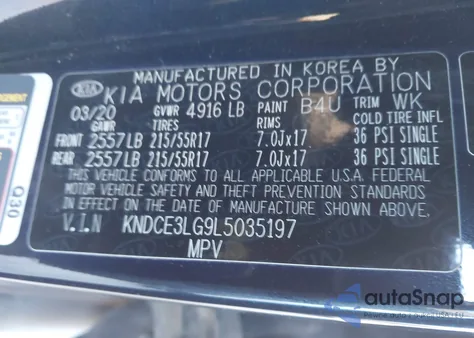 MANUFACTURED IN KOREA BY
KIA KIA MOTORS CORPORATION
03/20 GVWR 4916 LB PAINT B4U TRIM WK
GAWR TIRES RIMS COLD TIRE INFL
FRONT 2557LB 215/55R17 7.0Jx17 36 PSI SINGLE
REAR 2557LB 215/55R17 7.0Jx17 36 PSI SINGLE
THIS VEHICLE CONFORMS TO ALL APPLICABLE U.S.A. FEDERAL
MOTOR VEHICLE SAFETY AND THEFT PREVENTION STANDARDS
IN EFFECT ON THE DATE OF MANUFACTURE SHOWN ABOVE.
V.I.N KNDCE3LG9L5035197
MPV
Q30
autoSnap